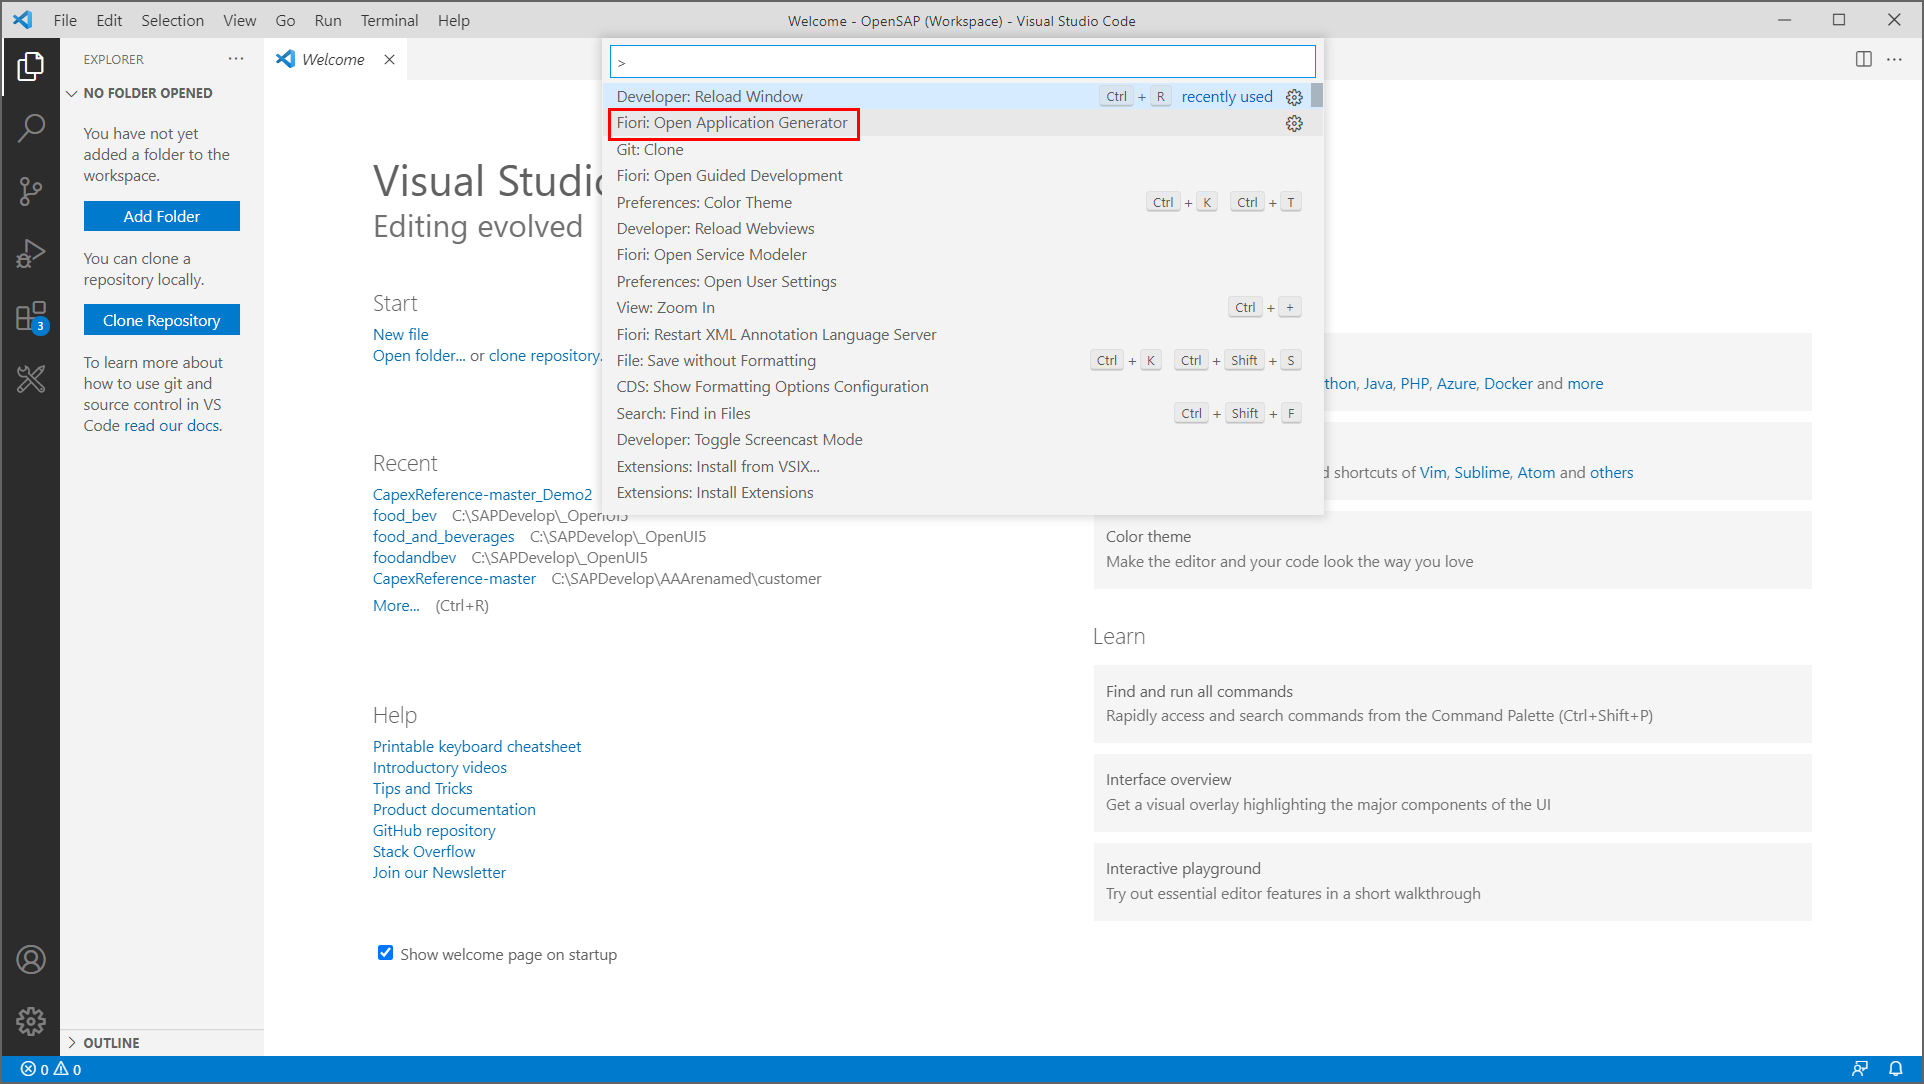 File Edit Selection View Go Run Terminal Help
Welcome - OpenSAP (Workspace) - Visual Studio Code
EXPLORER
NO FOLDER OPENED
You have not yet
added a folder to the
workspace.
Add Folder
You can clone a
repository locally.
Clone Repository
To learn more about
how to use git and
source control in VS
Code read our docs.
3
OUTLINE
Welcome
>
Developer: Reload Window Ctrl + R recently used
Fiori: Open Application Generator
Git: Clone
Fiori: Open Guided Development
Preferences: Color Theme Ctrl + K Ctrl + T
Developer: Reload Webviews
Fiori: Open Service Modeler
Preferences: Open User Settings
View: Zoom In Ctrl + +
Fiori: Restart XML Annotation Language Server
File: Save without Formatting Ctrl + K Ctrl + Shift + S
CDS: Show Formatting Options Configuration
Search: Find in Files Ctrl + Shift + F
Developer: Toggle Screencast Mode
Extensions: Install from VSIX...
Extensions: Install Extensions
Visual Studio
Editing evolved
Start
New file
Open folder... or clone repository.
Recent
CapexReference-master_Demo2
food_bev C:\SAPDevelop\_OpenUI5
food_and_beverages C:\SAPDevelop\_OpenUI5
foodandbev C:\SAPDevelop\_OpenUI5
CapexReference-master C:\SAPDevelop\AAArenamed\customer
More... (Ctrl+R)
Help
Printable keyboard cheatsheet
Introductory videos
Tips and Tricks
Product documentation
GitHub repository
Stack Overflow
Join our Newsletter
Show welcome page on startup
thon, Java, PHP, Azure, Docker and more
d shortcuts of Vim, Sublime, Atom and others
Color theme
Make the editor and your code look the way you love
Learn
Find and run all commands
Rapidly access and search commands from the Command Palette (Ctrl+Shift+P)
Interface overview
Get a visual overlay highlighting the major components of the UI
Interactive playground
Try out essential editor features in a short walkthrough
0 0